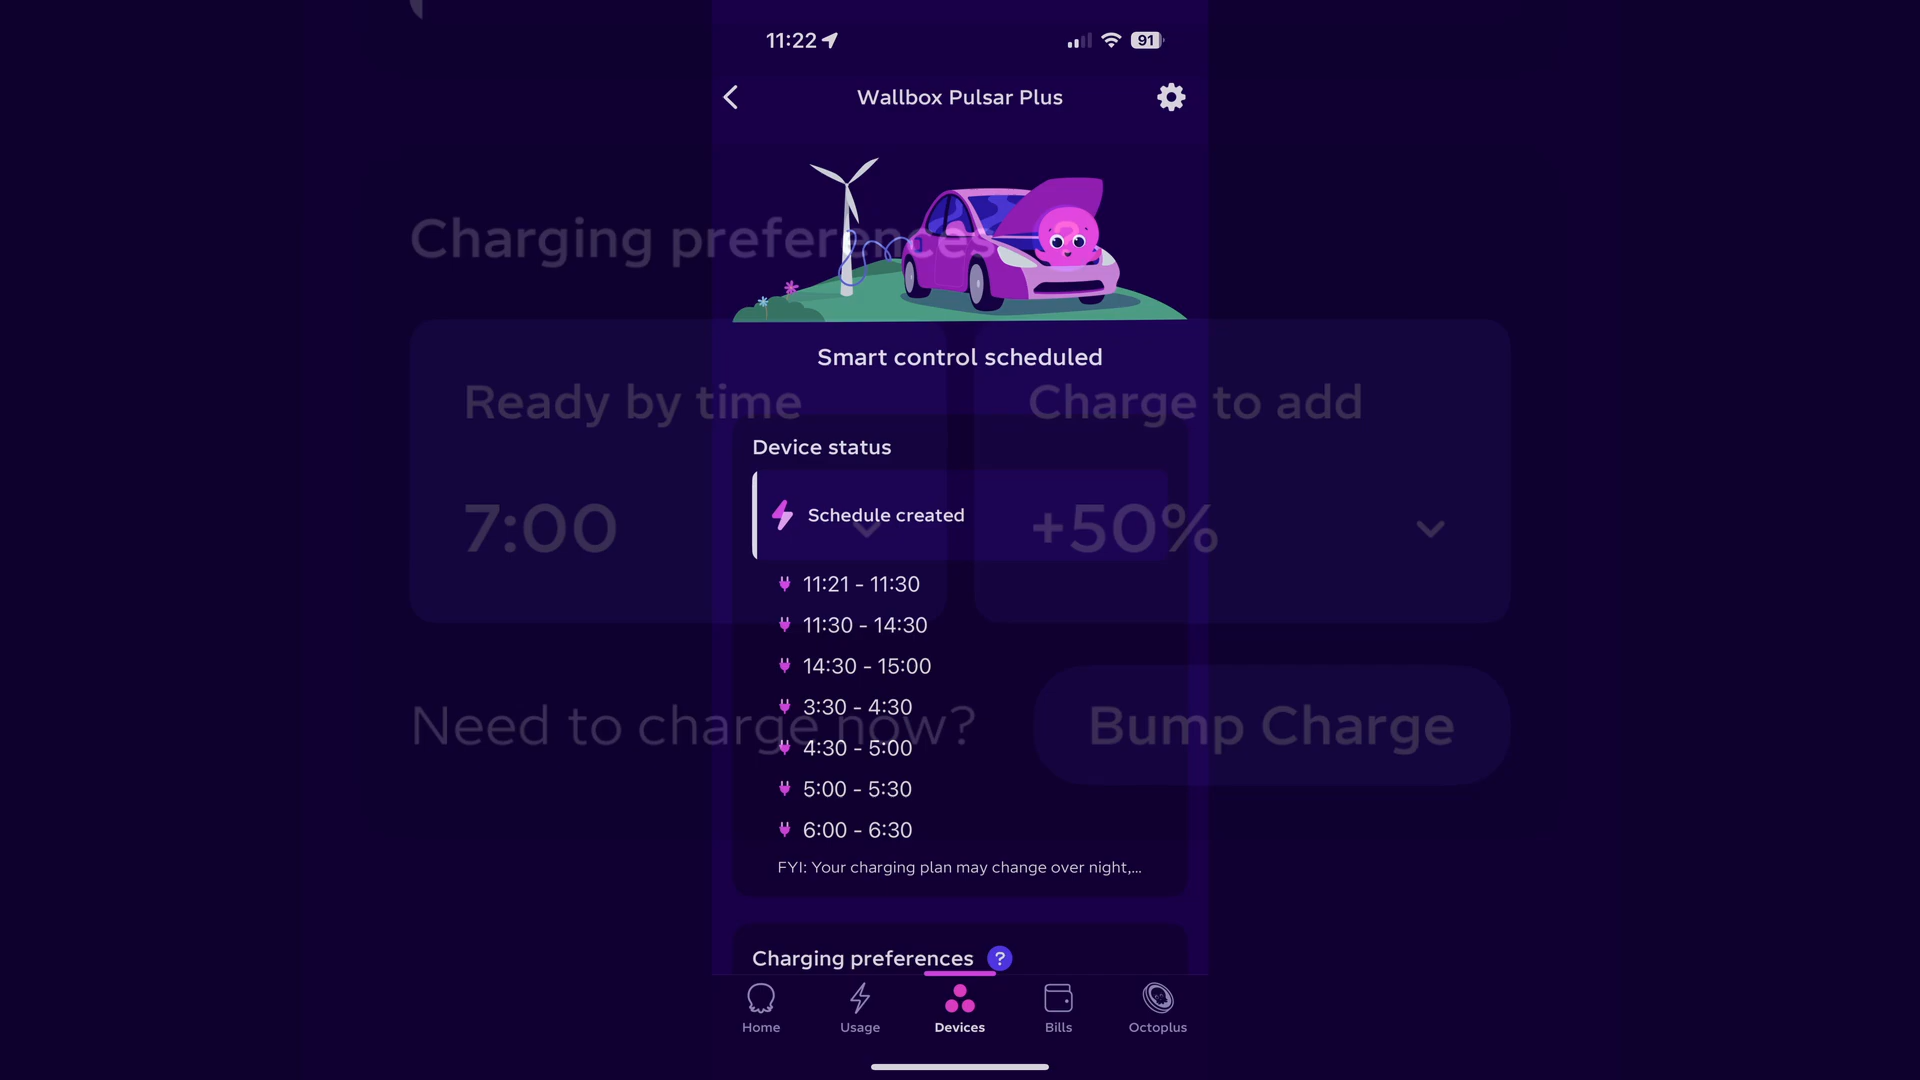 11:22
91
Wallbox Pulsar Plus
Charging preferences
Smart control scheduled
Ready by time
Charge to add
7:00
+50%
Device status
Schedule created
11:21 - 11:30
11:30 - 14:30
14:30 - 15:00
3:30 - 4:30
4:30 - 5:00
5:00 - 5:30
6:00 - 6:30
Need to charge now?
Bump Charge
FYI: Your charging plan may change over night,...
Charging preferences ?
Home
Usage
Devices
Bills
Octoplus